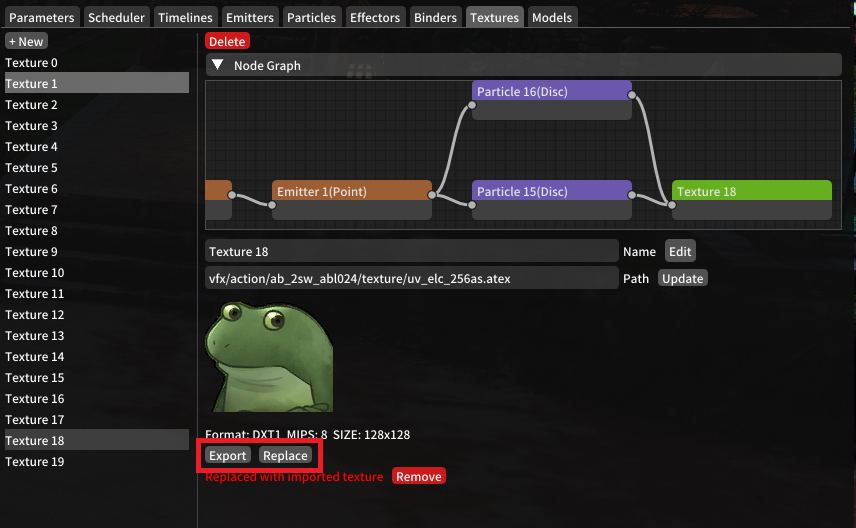 Parameters Scheduler Timelines Emitters Particles Effectors Binders Textures Models
+ New
Delete
Texture 0
Node Graph
Texture 1
Texture 2
Texture 3
Texture 4
Texture 5
Texture 6
Texture 7
Texture 8
Texture 9
Texture 10
Texture 11
Texture 12
Texture 13
Texture 14
Texture 15
Texture 16
Texture 17
Texture 18
Texture 19
Particle 16(Disc)
Emitter 1(Point)
Particle 15(Disc)
Texture 18
Texture 18 Name Edit
vfx/action/ab_2sw_abl024/texture/uv_elc_256as.atex Path Update
Format: DXT1 MIPS: 8 SIZE: 128x128
Export Replace
Replaced with imported texture Remove